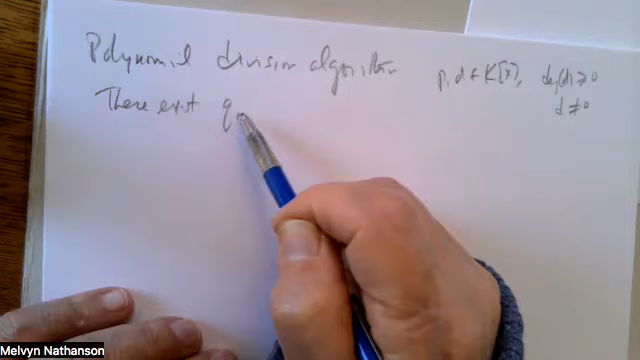 Polynomial division algorithm p, d ∈ K[x], deg(d) ≥ 0
d ≠ 0
There exist q
Melvyn Nathanson